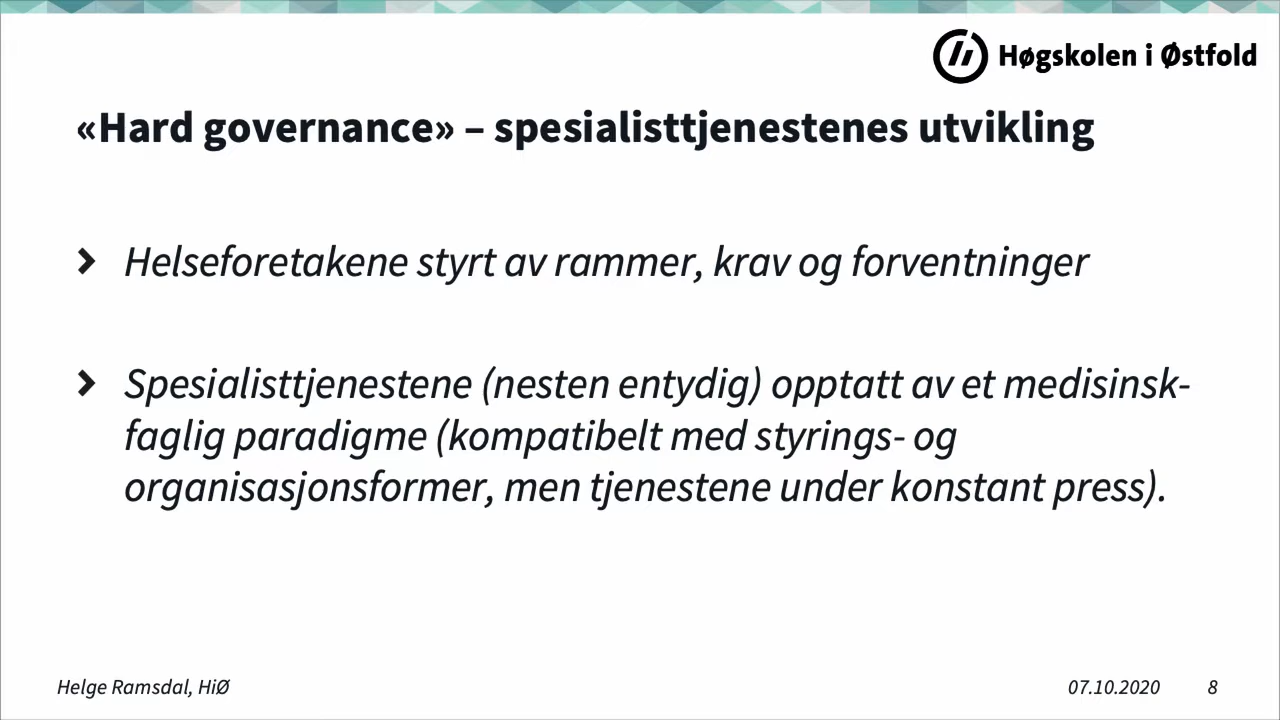 Høgskolen i Østfold
«Hard governance» – spesialisttjenestenes utvikling
Helseforetakene styrt av rammer, krav og forventninger
Spesialisttjenestene (nesten entydig) opptatt av et medisinsk-
faglig paradigme (kompatibelt med styrings- og
organisasjonsformer, men tjenestene under konstant press).
Helge Ramsdal, HiØ
07.10.2020
8